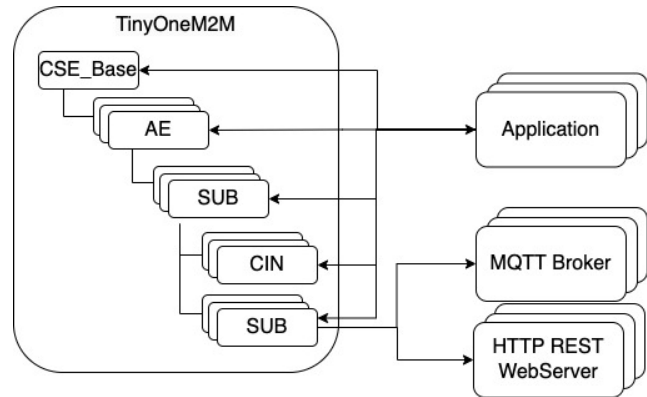 TinyOneM2M
CSE_Base
AE
Application
SUB
CIN
MQTT Broker
SUB
HTTP REST
WebServer